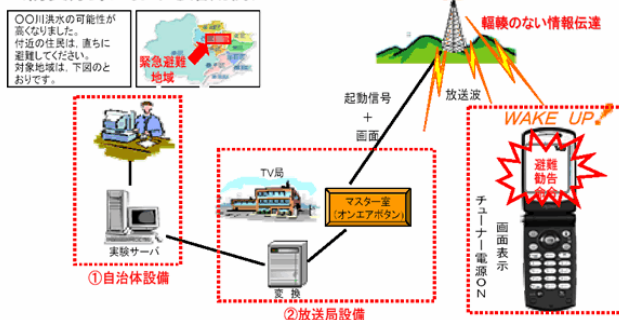 〇〇川洪水の可能性が
高くなりました。
付近の住民は、直ちに
避難してください。
対象地域は、下図のと
おりです。
緊急避難
地域
輻輳のない情報伝達
起動信号
+
画面
放送波
WAKE UP!
避難
勧告
チューナー電源ON
画面表示
TV局
マスター室
(オンエアボタン)
実験サーバ
変換
①自治体設備
②放送局設備